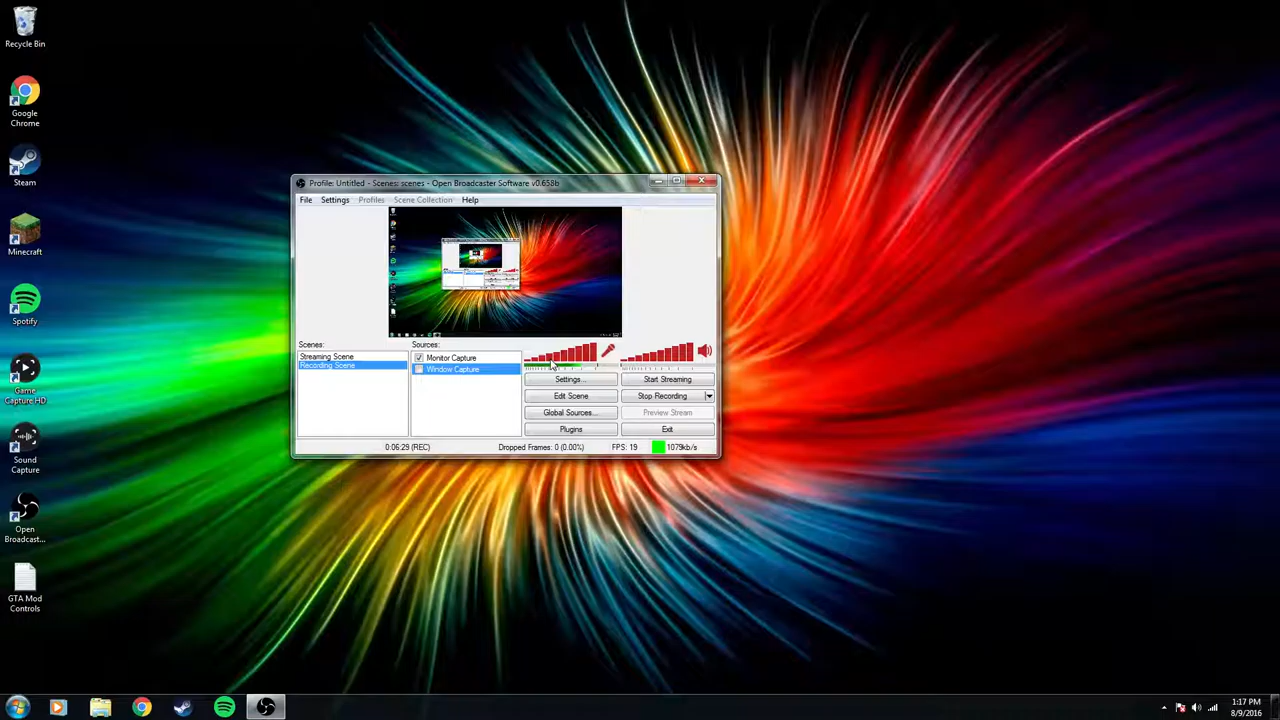 Recycle Bin
Google
Chrome
Steam
Minecraft
Spotify
Game
Capture HD
Sound
Capture
Open
Broadcast...
GTA Mod
Controls
Profile: Untitled - Scenes: scenes - Open Broadcaster Software v0.658b
File Settings Profiles Scene Collection Help
Scenes:
Streaming Scene
Recording Scene
Sources:
Monitor Capture
Window Capture
Settings... Start Streaming
Edit Scene Stop Recording
Global Sources... Preview Stream
Plugins Exit
0:06:29 (REC) Dropped Frames: 0 (0.00%) FPS: 19 1079kb/s
1:17 PM
8/9/2016